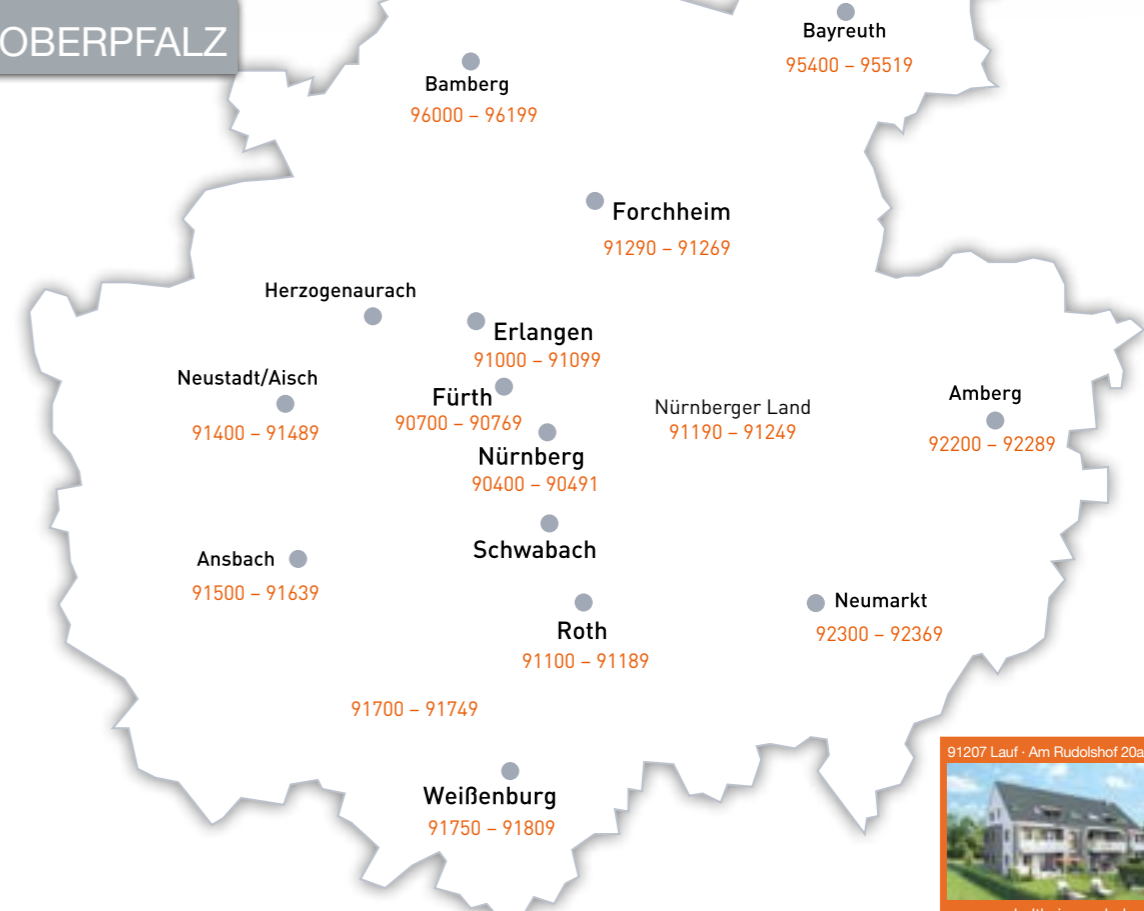 OBERPFALZ
Bayreuth
95400 – 95519
Bamberg
96000 – 96199
Forchheim
91290 – 91269
Herzogenaurach
Erlangen
91000 – 91099
Neustadt/Aisch
91400 – 91489
Fürth
90700 – 90769
Nürnberger Land
91190 – 91249
Amberg
92200 – 92289
Nürnberg
90400 – 90491
Schwabach
Ansbach
91500 – 91639
Neumarkt
92300 – 92369
Roth
91100 – 91189
91700 – 91749
Weißenburg
91750 – 91809
91207 Lauf · Am Rudolshof 20a